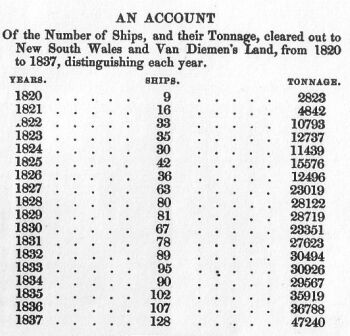 AN ACCOUNT
Of the Number of Ships, and their Tonnage, cleared out to
New South Wales and Van Diemen's Land, from 1820
to 1837, distinguishing each year.
YEARS. SHIPS. TONNAGE.
1820 . . . . . 9 . . . . . 2823
1821 . . . . . 16 . . . . . 4842
.822 . . . . . 33 . . . . . 10793
1823 . . . . . 35 . . . . . 12737
1824 . . . . . 30 . . . . . 11439
1825 . . . . . 42 . . . . . 15576
1826 . . . . . 36 . . . . . 12496
1827 . . . . . 63 . . . . . 23019
1828 . . . . . 80 . . . . . 28122
1829 . . . . . 81 . . . . . 28719
1830 . . . . . 67 . . . . . 23351
1831 . . . . . 78 . . . . . 27623
1832 . . . . . 89 . . . . . 30494
1833 . . . . . 95 . . . . . 30926
1834 . . . . . 90 . . . . . 29567
1835 . . . . . 102 . . . . . 35919
1836 . . . . . 107 . . . . . 36788
1837 . . . . . 128 . . . . . 47240